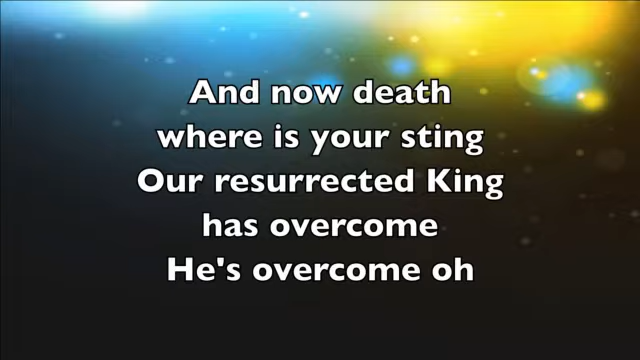 And now death
where is your sting
Our resurrected King
has overcome
He's overcome oh